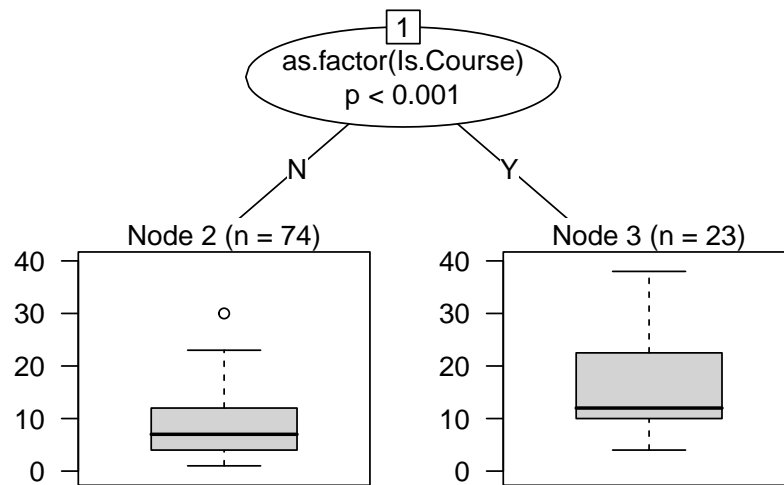 1
as.factor(Is.Course)
p < 0.001
N
Y
Node 2 (n = 74)
40
30
20
10
0
Node 3 (n = 23)
40
30
20
10
0